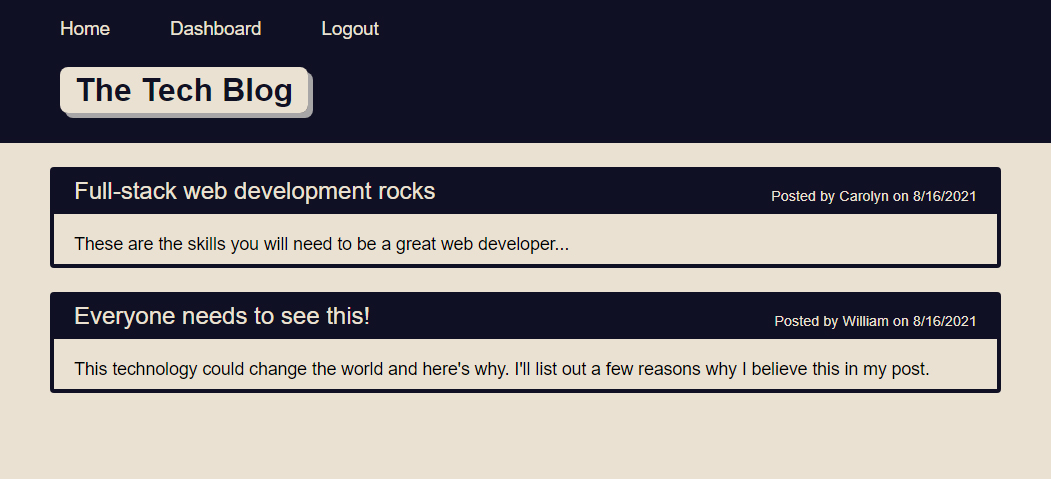 Home Dashboard Logout
The Tech Blog
Full-stack web development rocks
Posted by Carolyn on 8/16/2021
These are the skills you will need to be a great web developer...
Everyone needs to see this!
Posted by William on 8/16/2021
This technology could change the world and here's why. I'll list out a few reasons why I believe this in my post.